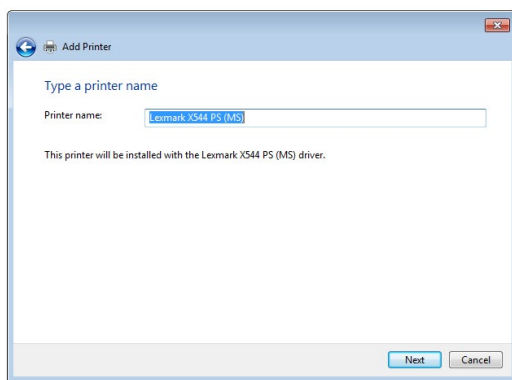 Add Printer
Type a printer name
Printer name: Lexmark X544 PS (MS)
This printer will be installed with the Lexmark X544 PS (MS) driver.
Next Cancel